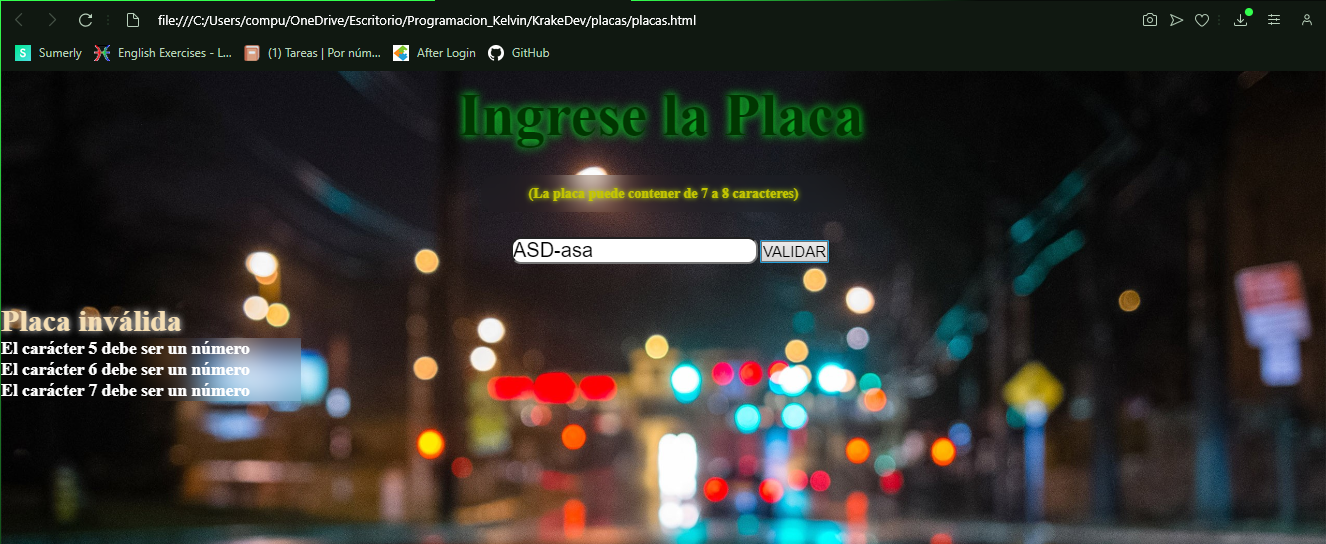 file:///C:/Users/compu/OneDrive/Escritorio/Programacion_Kelvin/KrakeDev/placas/placas.html
S Sumerly English Exercises - L... (1) Tareas | Por núm... After Login GitHub
Ingrese la Placa
(La placa puede contener de 7 a 8 caracteres)
ASD-asa VALIDAR
Placa inválida
El carácter 5 debe ser un número
El carácter 6 debe ser un número
El carácter 7 debe ser un número